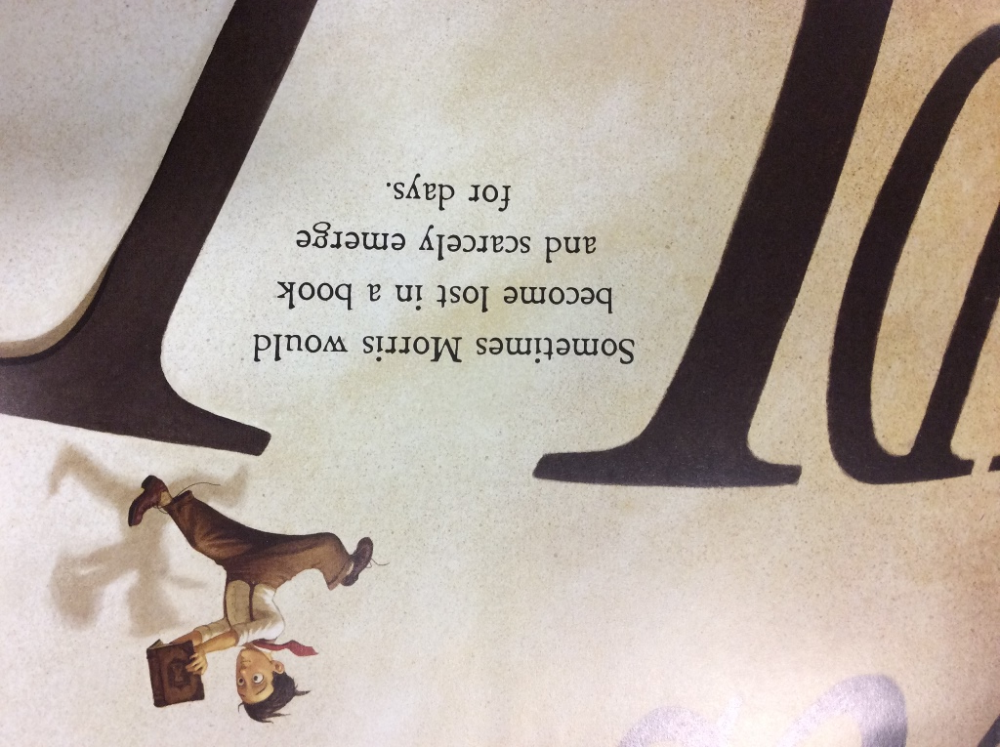 Sometimes Morris would
become lost in a book
and scarcely emerge
for days.